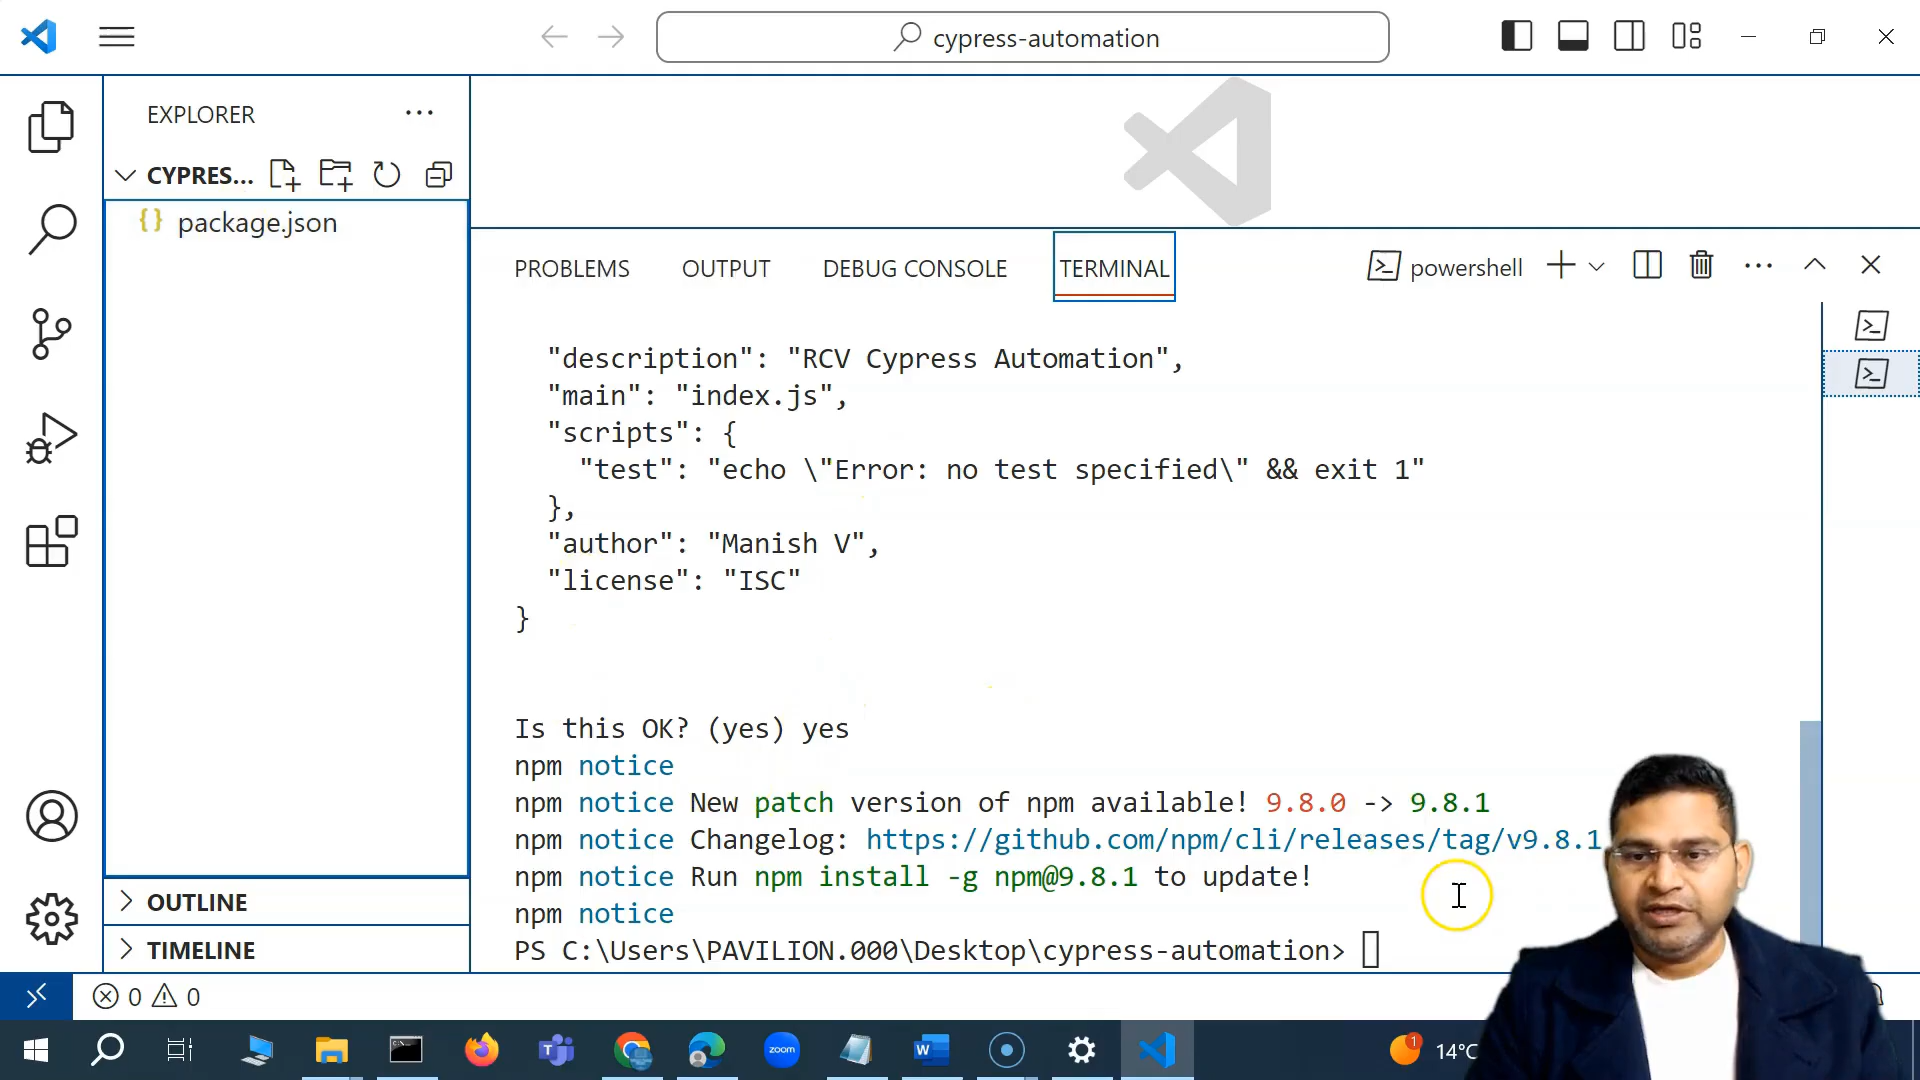 cypress-automation
EXPLORER
CYPRES...
package.json
PROBLEMS
OUTPUT
DEBUG CONSOLE
TERMINAL
powershell
"description": "RCV Cypress Automation",
"main": "index.js",
"scripts": {
"test": "echo \"Error: no test specified\" && exit 1"
},
"author": "Manish V",
"license": "ISC"
}
Is this OK? (yes) yes
npm notice
npm notice New patch version of npm available! 9.8.0 -> 9.8.1
npm notice Changelog: https://github.com/npm/cli/releases/tag/v9.8.1
npm notice Run npm install -g npm@9.8.1 to update!
npm notice
PS C:\Users\PAVILION.000\Desktop\cypress-automation>
OUTLINE
TIMELINE
0 0
zoom
1
14°C